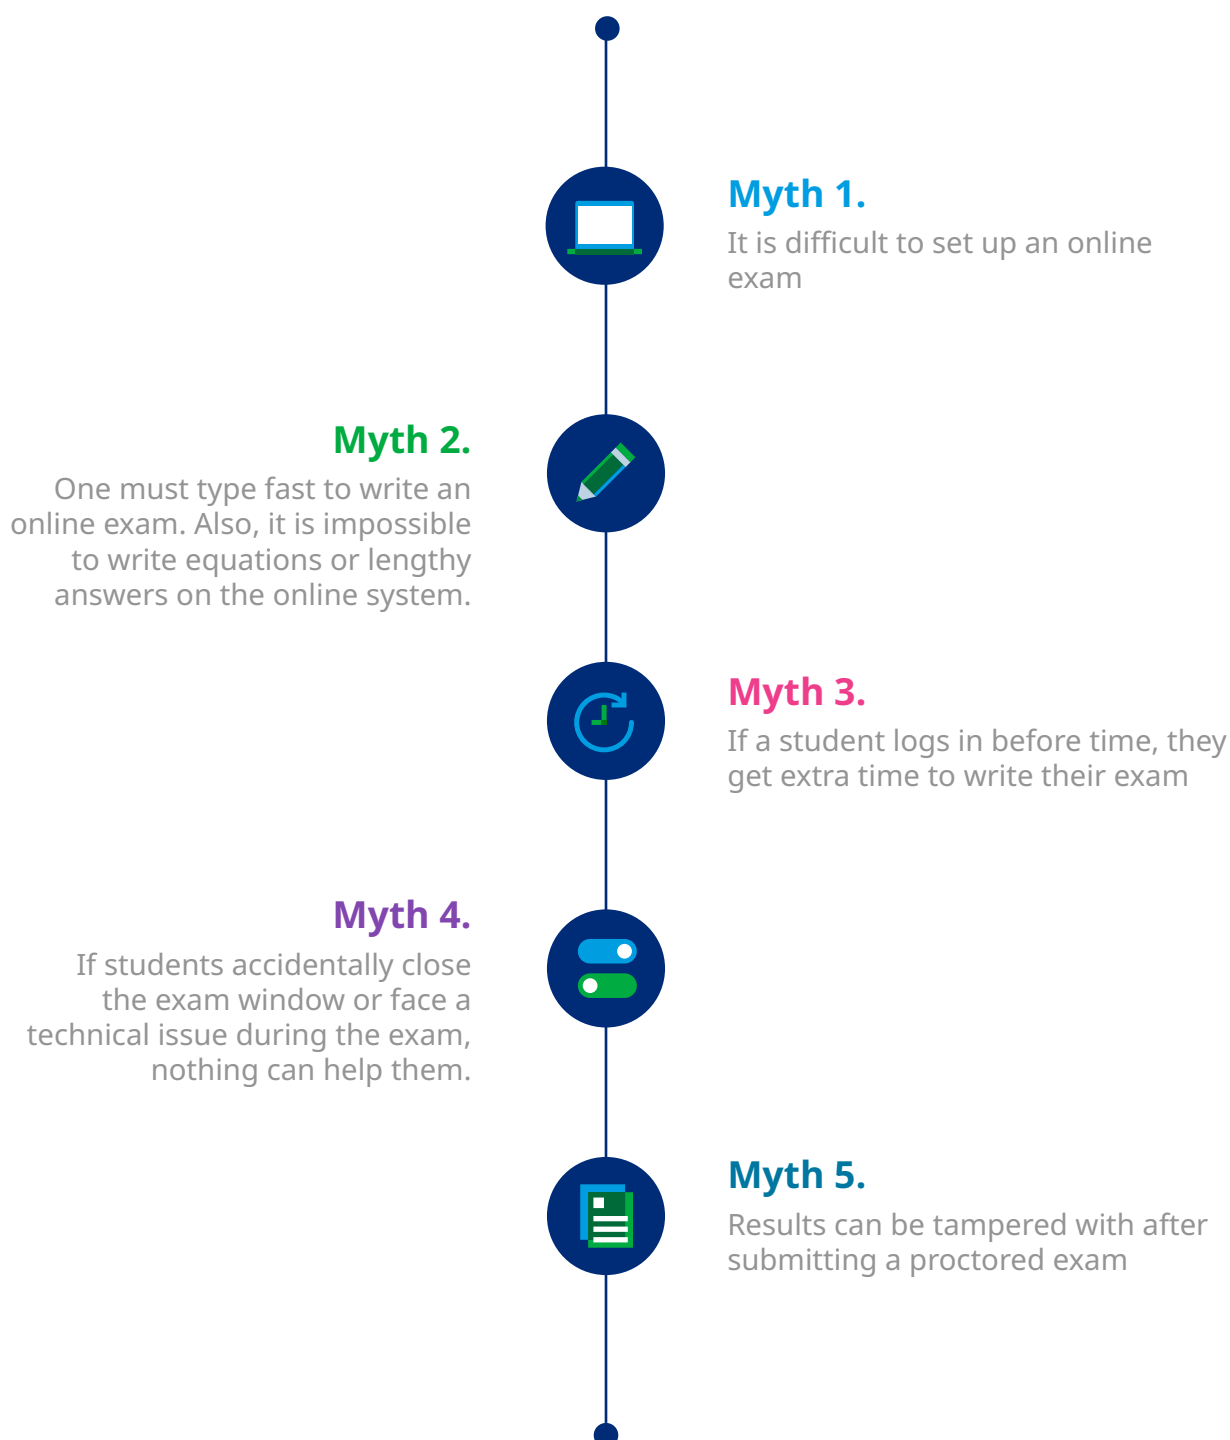 Myth 1.
It is difficult to set up an online
exam
Myth 2.
One must type fast to write an
online exam. Also, it is impossible
to write equations or lengthy
answers on the online system.
Myth 3.
If a student logs in before time, they
get extra time to write their exam
Myth 4.
If students accidentally close
the exam window or face a
technical issue during the exam,
nothing can help them.
Myth 5.
Results can be tampered with after
submitting a proctored exam